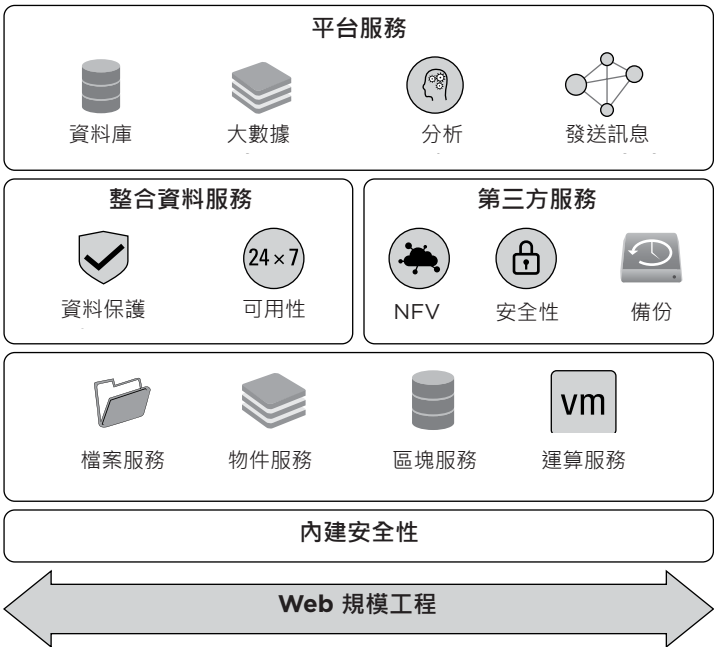 平台服務
資料庫
大數據
分析
發送訊息
整合資料服務
24×7
資料保護
可用性
第三方服務
NFV
安全性
備份
vm
檔案服務
物件服務
區塊服務
運算服務
內建安全性
Web 規模工程